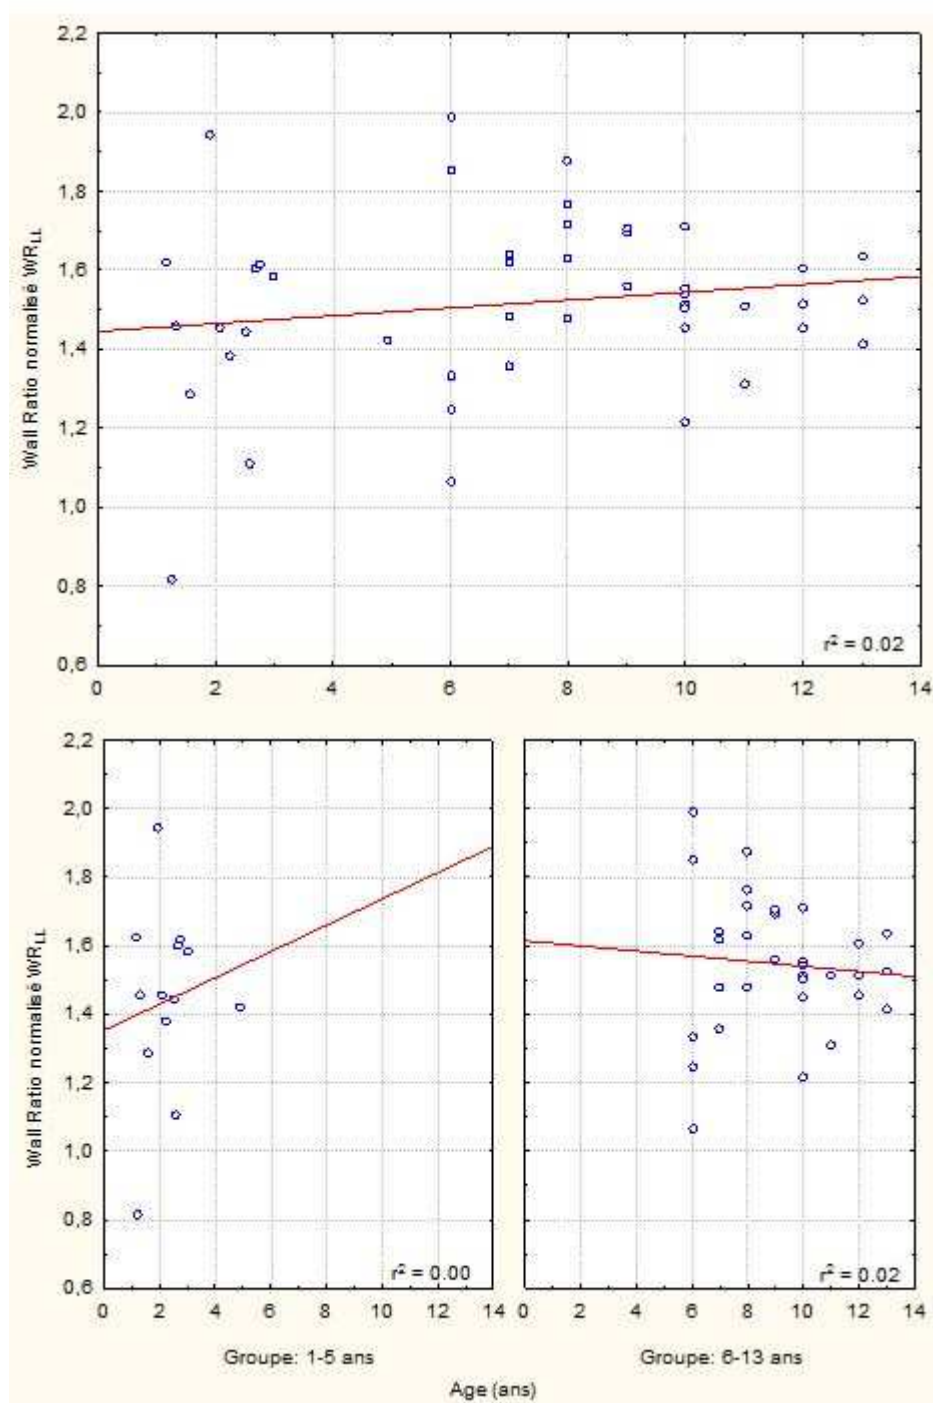 2,2
2,0
1,8
1,6
1,4
1,2
1,0
0,8
0,6
Wall Ratio normalisé WR_LL
r² = 0.02
0 2 4 6 8 10 12 14
2,2
2,0
1,8
1,6
1,4
1,2
1,0
0,8
0,6
Wall Ratio normalisé WR_LL
r² = 0.00
r² = 0.02
0 2 4 6 8 10 12 14
0 2 4 6 8 10 12 14
Groupe: 1-5 ans
Groupe: 6-13 ans
Age (ans)